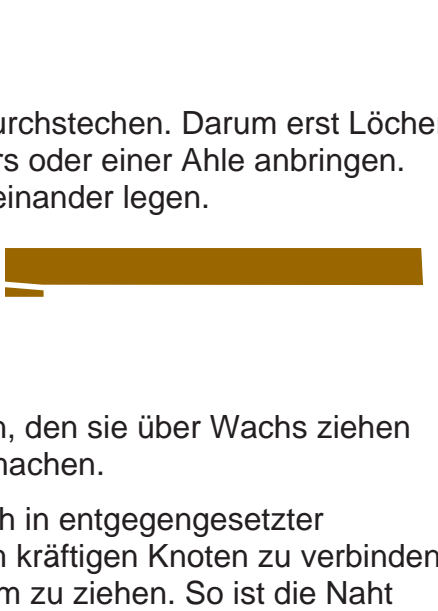 urchstechen. Darum erst Löcher
rs oder einer Ahle anbringen.
einander legen.
n, den sie über Wachs ziehen
machen.
h in entgegengesetzter
n kräftigen Knoten zu verbinden
m zu ziehen. So ist die Naht